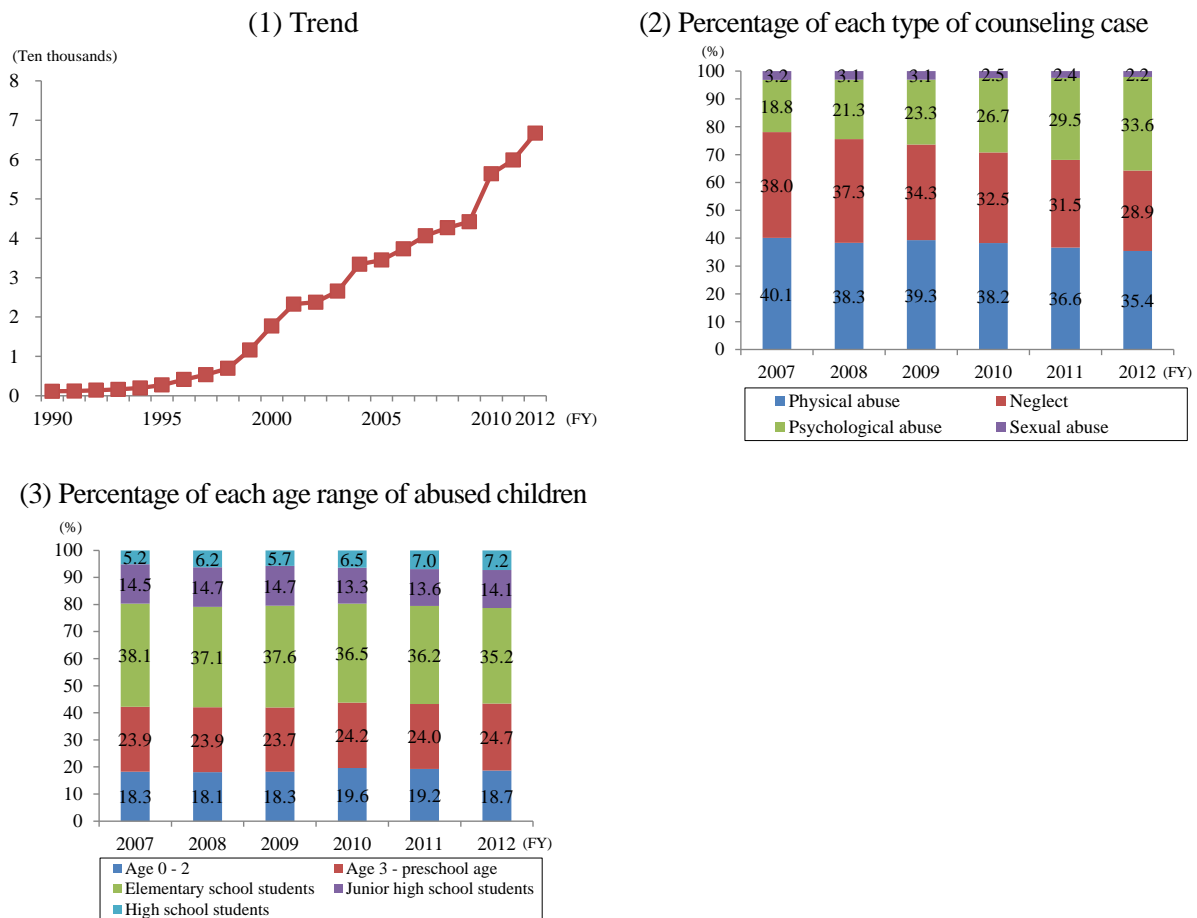 (1) Trend
(Ten thousands)
8
7
6
5
4
3
2
1
0
1990 1995 2000 2005 2010 2012 (FY)
(2) Percentage of each type of counseling case
(%)
100
90
80
70
60
50
40
30
20
10
0
3.2 3.1 3.1 2.5 2.4 2.2
18.8 21.3 23.3 26.7 29.5 33.6
38.0 37.3 34.3 32.5 31.5 28.9
40.1 38.3 39.3 38.2 36.6 35.4
2007 2008 2009 2010 2011 2012 (FY)
Physical abuse Neglect
Psychological abuse Sexual abuse
(3) Percentage of each age range of abused children
(%)
100
90
80
70
60
50
40
30
20
10
0
5.2 6.2 5.7 6.5 7.0 7.2
14.5 14.7 14.7 13.3 13.6 14.1
38.1 37.1 37.6 36.5 36.2 35.2
23.9 23.9 23.7 24.2 24.0 24.7
18.3 18.1 18.3 19.6 19.2 18.7
2007 2008 2009 2010 2011 2012 (FY)
Age 0 - 2 Age 3 - preschool age
Elementary school students Junior high school students
High school students